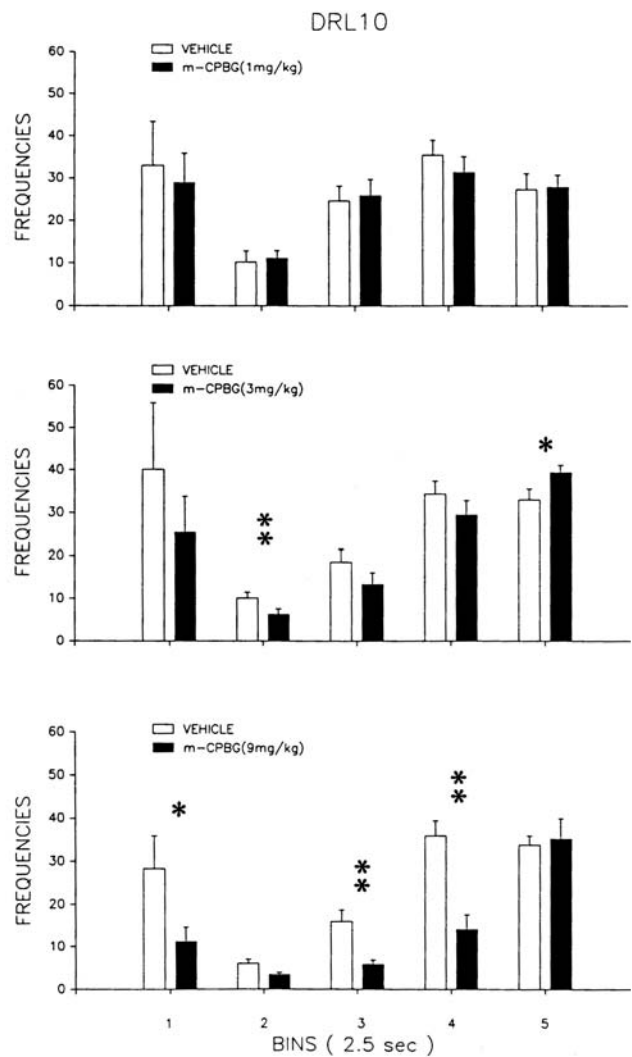 DRL10
VEHICLE
m-CPBG(1mg/kg)
60
50
40
30
20
10
0
FREQUENCIES
VEHICLE
m-CPBG(3mg/kg)
60
50
40
30
20
10
0
FREQUENCIES
*
*
*
VEHICLE
m-CPBG(9mg/kg)
60
50
40
30
20
10
0
FREQUENCIES
*
*
*
*
*
1 2 3 4 5
BINS ( 2.5 sec )